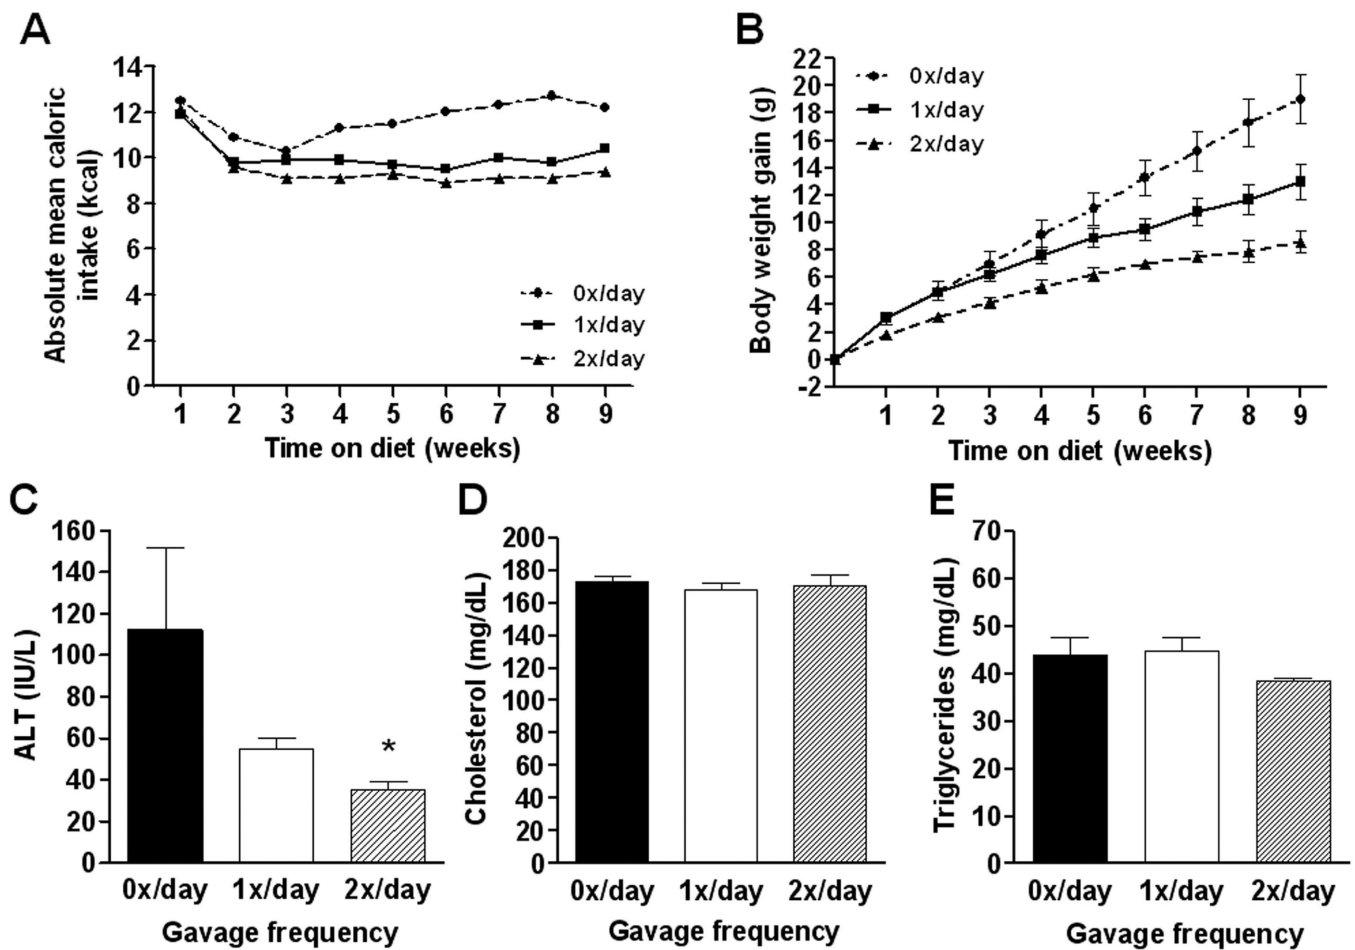 A
Absolute mean caloric
intake (kcal)
14
12
10
8
6
4
2
0
0x/day
1x/day
2x/day
1 2 3 4 5 6 7 8 9
Time on diet (weeks)
B
Body weight gain (g)
22
20
18
16
14
12
10
8
6
4
2
0
-2
0x/day
1x/day
2x/day
1 2 3 4 5 6 7 8 9
Time on diet (weeks)
C
ALT (IU/L)
160
140
120
100
80
60
40
20
0
*
0x/day 1x/day 2x/day
Gavage frequency
D
Cholesterol (mg/dL)
200
180
160
140
120
100
80
60
40
20
0
0x/day 1x/day 2x/day
Gavage frequency
E
Triglycerides (mg/dL)
70
60
50
40
30
20
10
0
0x/day 1x/day 2x/day
Gavage frequency